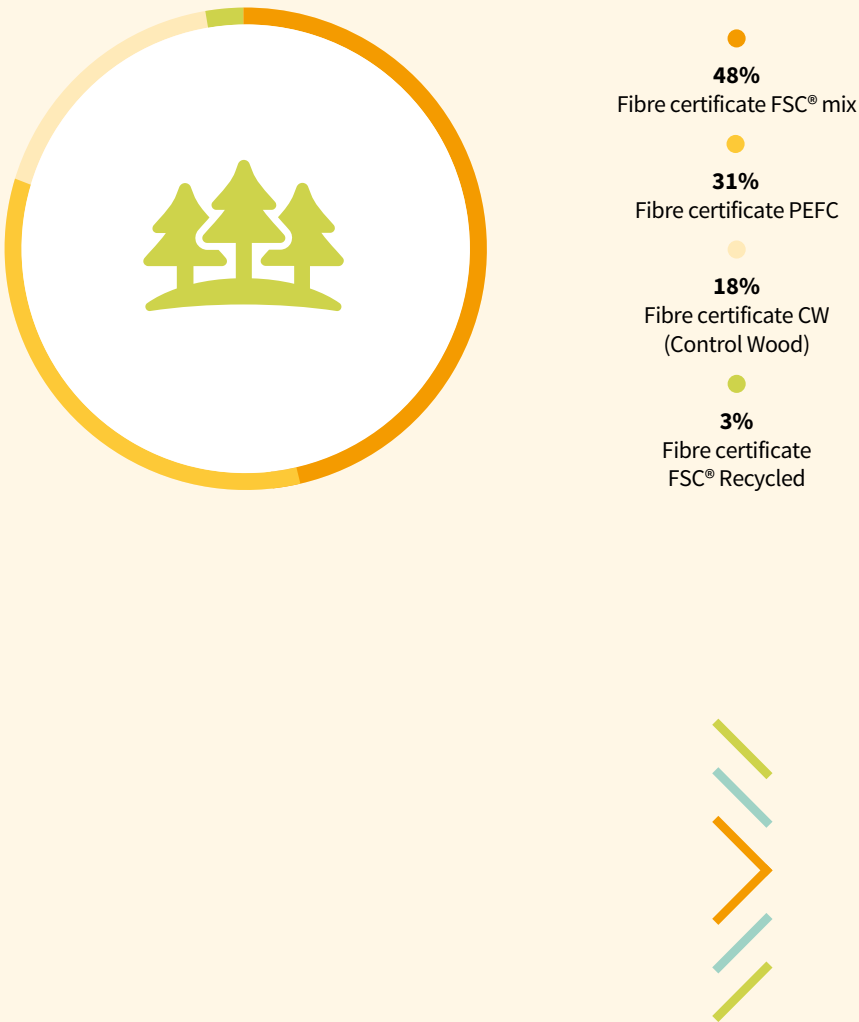 48%
Fibre certificate FSC® mix
31%
Fibre certificate PEFC
18%
Fibre certificate CW
(Control Wood)
3%
Fibre certificate
FSC® Recycled